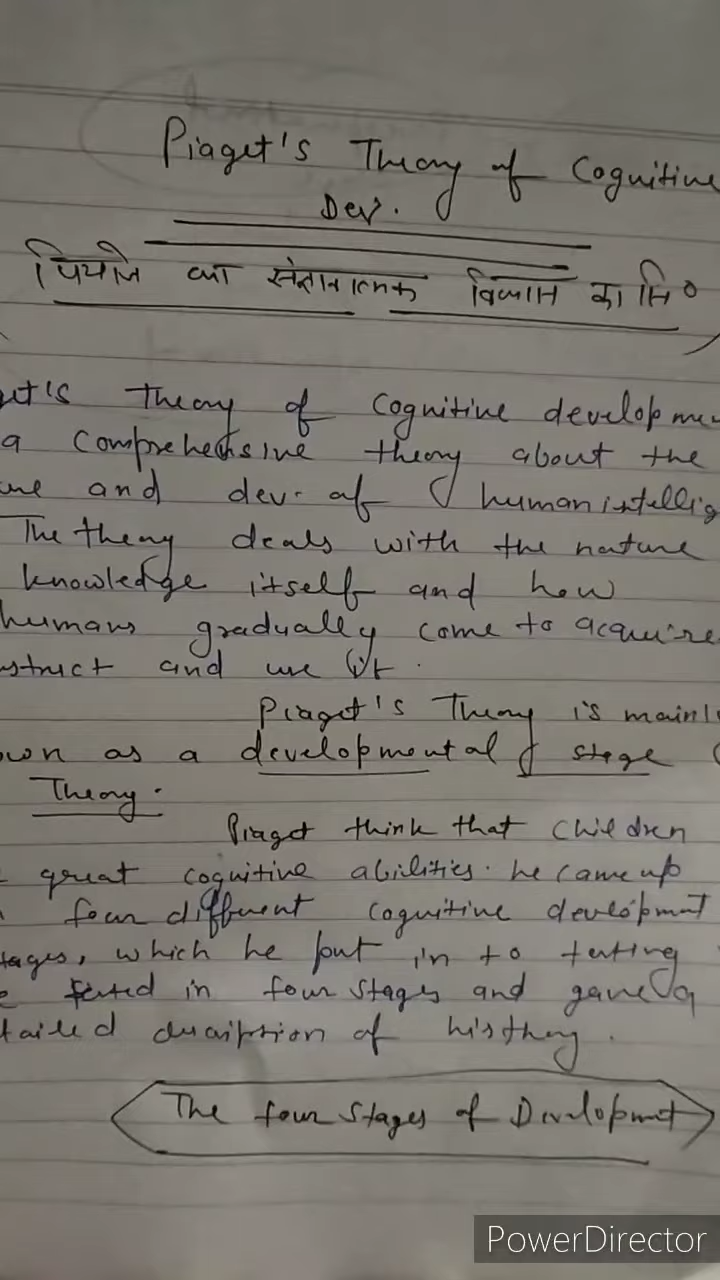 Piaget's Theory of Cognitive
Dev.
पियाजे का संज्ञानात्मक विकास का सि०
et's Theory of Cognitive developme
a Comprehensive theory about the
and dev. of human intellig
The theory deals with the nature
knowledge itself and how
humans gradually come to acquire
struct and use it.
Piaget's Theory is mainl
own as a developmental stage
Theory.
Piaget think that Children
great cognitive abilities. he came up
four different cognitive development
tages, which he put in to testing
tested in four stages and gave a
tailed description of his theory.
The four stages of Development
PowerDirector